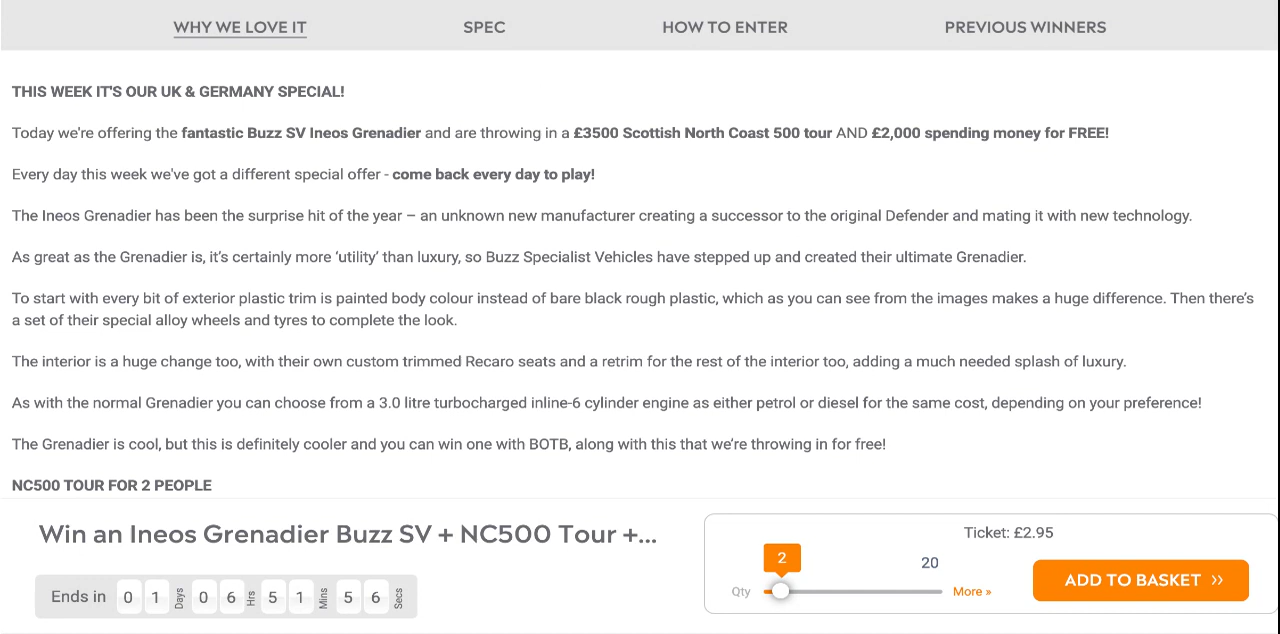 WHY WE LOVE IT SPEC HOW TO ENTER PREVIOUS WINNERS
THIS WEEK IT'S OUR UK & GERMANY SPECIAL!
Today we're offering the fantastic Buzz SV Ineos Grenadier and are throwing in a £3500 Scottish North Coast 500 tour AND £2,000 spending money for FREE!
Every day this week we've got a different special offer - come back every day to play!
The Ineos Grenadier has been the surprise hit of the year – an unknown new manufacturer creating a successor to the original Defender and mating it with new technology.
As great as the Grenadier is, it’s certainly more ‘utility’ than luxury, so Buzz Specialist Vehicles have stepped up and created their ultimate Grenadier.
To start with every bit of exterior plastic trim is painted body colour instead of bare black rough plastic, which as you can see from the images makes a huge difference. Then there’s
a set of their special alloy wheels and tyres to complete the look.
The interior is a huge change too, with their own custom trimmed Recaro seats and a retrim for the rest of the interior too, adding a much needed splash of luxury.
As with the normal Grenadier you can choose from a 3.0 litre turbocharged inline-6 cylinder engine as either petrol or diesel for the same cost, depending on your preference!
The Grenadier is cool, but this is definitely cooler and you can win one with BOTB, along with this that we’re throwing in for free!
NC500 TOUR FOR 2 PEOPLE
Win an Ineos Grenadier Buzz SV + NC500 Tour +...
Ends in 0 1 Days 0 6 Hrs 5 1 Mins 5 6 Secs
Ticket: £2.95
2 20
Qty More »
ADD TO BASKET »